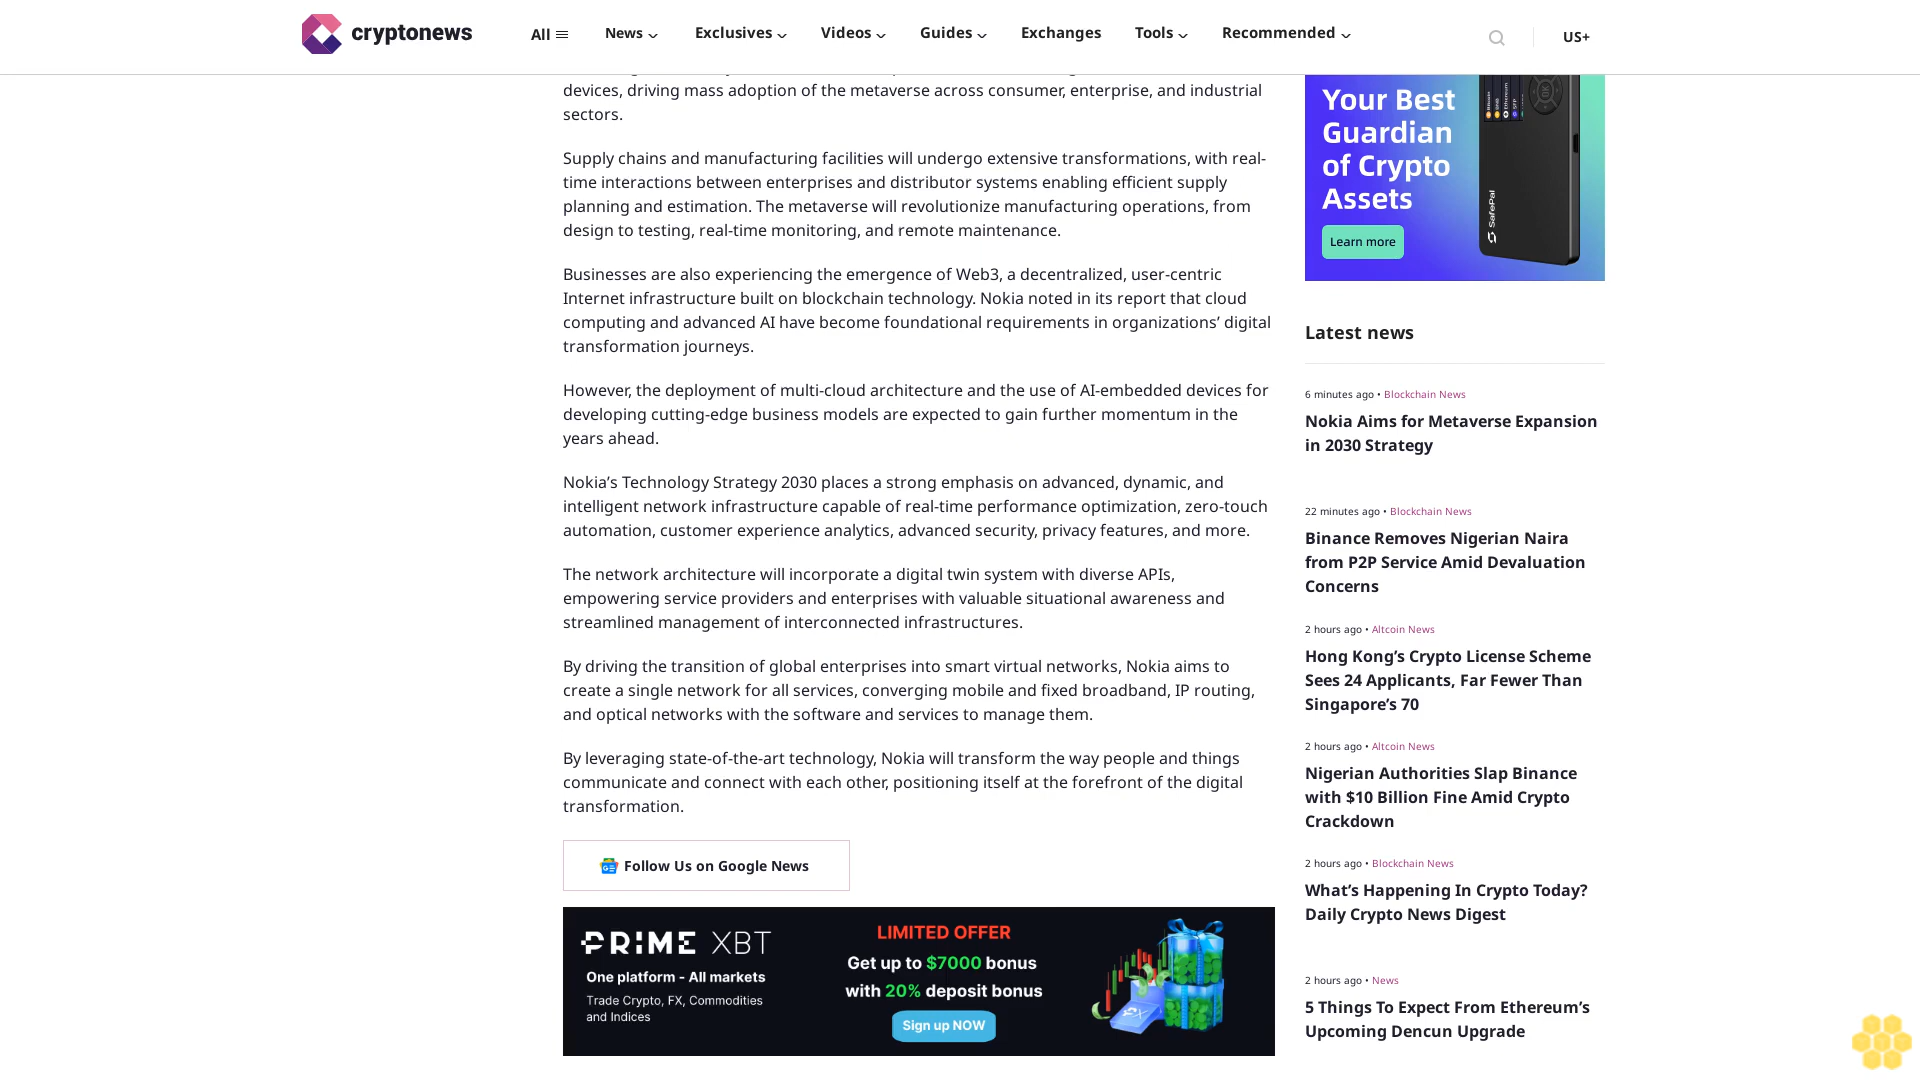 cryptonews
All
News
Exclusives
Videos
Guides
Exchanges
Tools
Recommended
US+
devices, driving mass adoption of the metaverse across consumer, enterprise, and industrial
sectors.
Supply chains and manufacturing facilities will undergo extensive transformations, with real-
time interactions between enterprises and distributor systems enabling efficient supply
planning and estimation. The metaverse will revolutionize manufacturing operations, from
design to testing, real-time monitoring, and remote maintenance.
Businesses are also experiencing the emergence of Web3, a decentralized, user-centric
Internet infrastructure built on blockchain technology. Nokia noted in its report that cloud
computing and advanced AI have become foundational requirements in organizations’ digital
transformation journeys.
However, the deployment of multi-cloud architecture and the use of AI-embedded devices for
developing cutting-edge business models are expected to gain further momentum in the
years ahead.
Nokia’s Technology Strategy 2030 places a strong emphasis on advanced, dynamic, and
intelligent network infrastructure capable of real-time performance optimization, zero-touch
automation, customer experience analytics, advanced security, privacy features, and more.
The network architecture will incorporate a digital twin system with diverse APIs,
empowering service providers and enterprises with valuable situational awareness and
streamlined management of interconnected infrastructures.
By driving the transition of global enterprises into smart virtual networks, Nokia aims to
create a single network for all services, converging mobile and fixed broadband, IP routing,
and optical networks with the software and services to manage them.
By leveraging state-of-the-art technology, Nokia will transform the way people and things
communicate and connect with each other, positioning itself at the forefront of the digital
transformation.
Follow Us on Google News
PRIME XBT
One platform - All markets
Trade Crypto, FX, Commodities
and Indices
LIMITED OFFER
Get up to $7000 bonus
with 20% deposit bonus
Sign up NOW
Your Best
Guardian
of Crypto
Assets
Learn more
SafePal
OK
Latest news
6 minutes ago • Blockchain News
Nokia Aims for Metaverse Expansion
in 2030 Strategy
22 minutes ago • Blockchain News
Binance Removes Nigerian Naira
from P2P Service Amid Devaluation
Concerns
2 hours ago • Altcoin News
Hong Kong’s Crypto License Scheme
Sees 24 Applicants, Far Fewer Than
Singapore’s 70
2 hours ago • Altcoin News
Nigerian Authorities Slap Binance
with $10 Billion Fine Amid Crypto
Crackdown
2 hours ago • Blockchain News
What’s Happening In Crypto Today?
Daily Crypto News Digest
2 hours ago • News
5 Things To Expect From Ethereum’s
Upcoming Dencun Upgrade